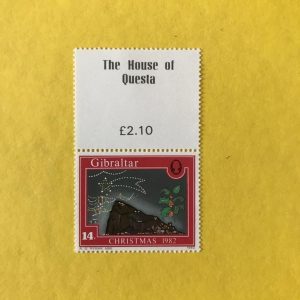 The House of
Questa
£2.10
Gibraltar
14P
CHRISTMAS 1982